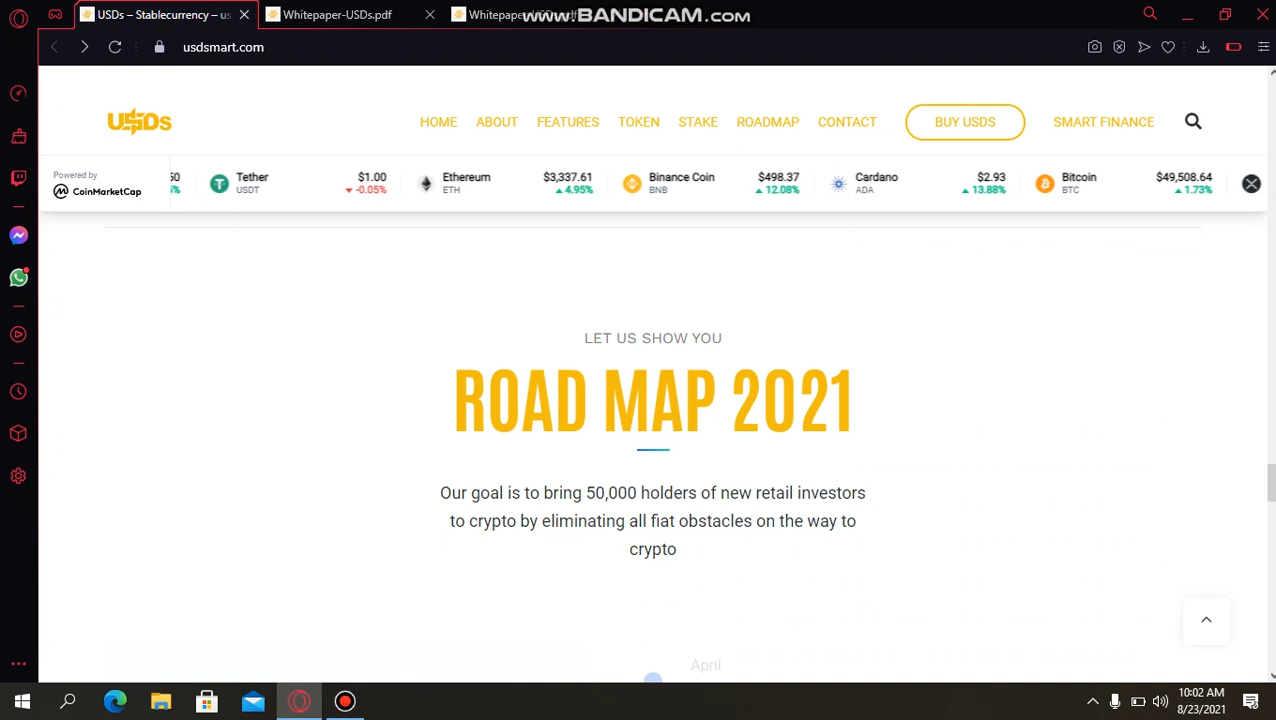 USDs – Stablecurrency – us
Whitepaper-USDs.pdf
www.BANDICAM.com
usdsmart.com
USDs
HOME
ABOUT
FEATURES
TOKEN
STAKE
ROADMAP
CONTACT
BUY USDS
SMART FINANCE
Powered by
CoinMarketCap
Tether
USDT
$1.00
-0.05%
Ethereum
ETH
$3,337.61
4.95%
Binance Coin
BNB
$498.37
12.08%
Cardano
ADA
$2.93
13.88%
Bitcoin
BTC
$49,508.64
1.73%
LET US SHOW YOU
ROAD MAP 2021
Our goal is to bring 50,000 holders of new retail investors
to crypto by eliminating all fiat obstacles on the way to
crypto
April
10:02 AM
8/23/2021